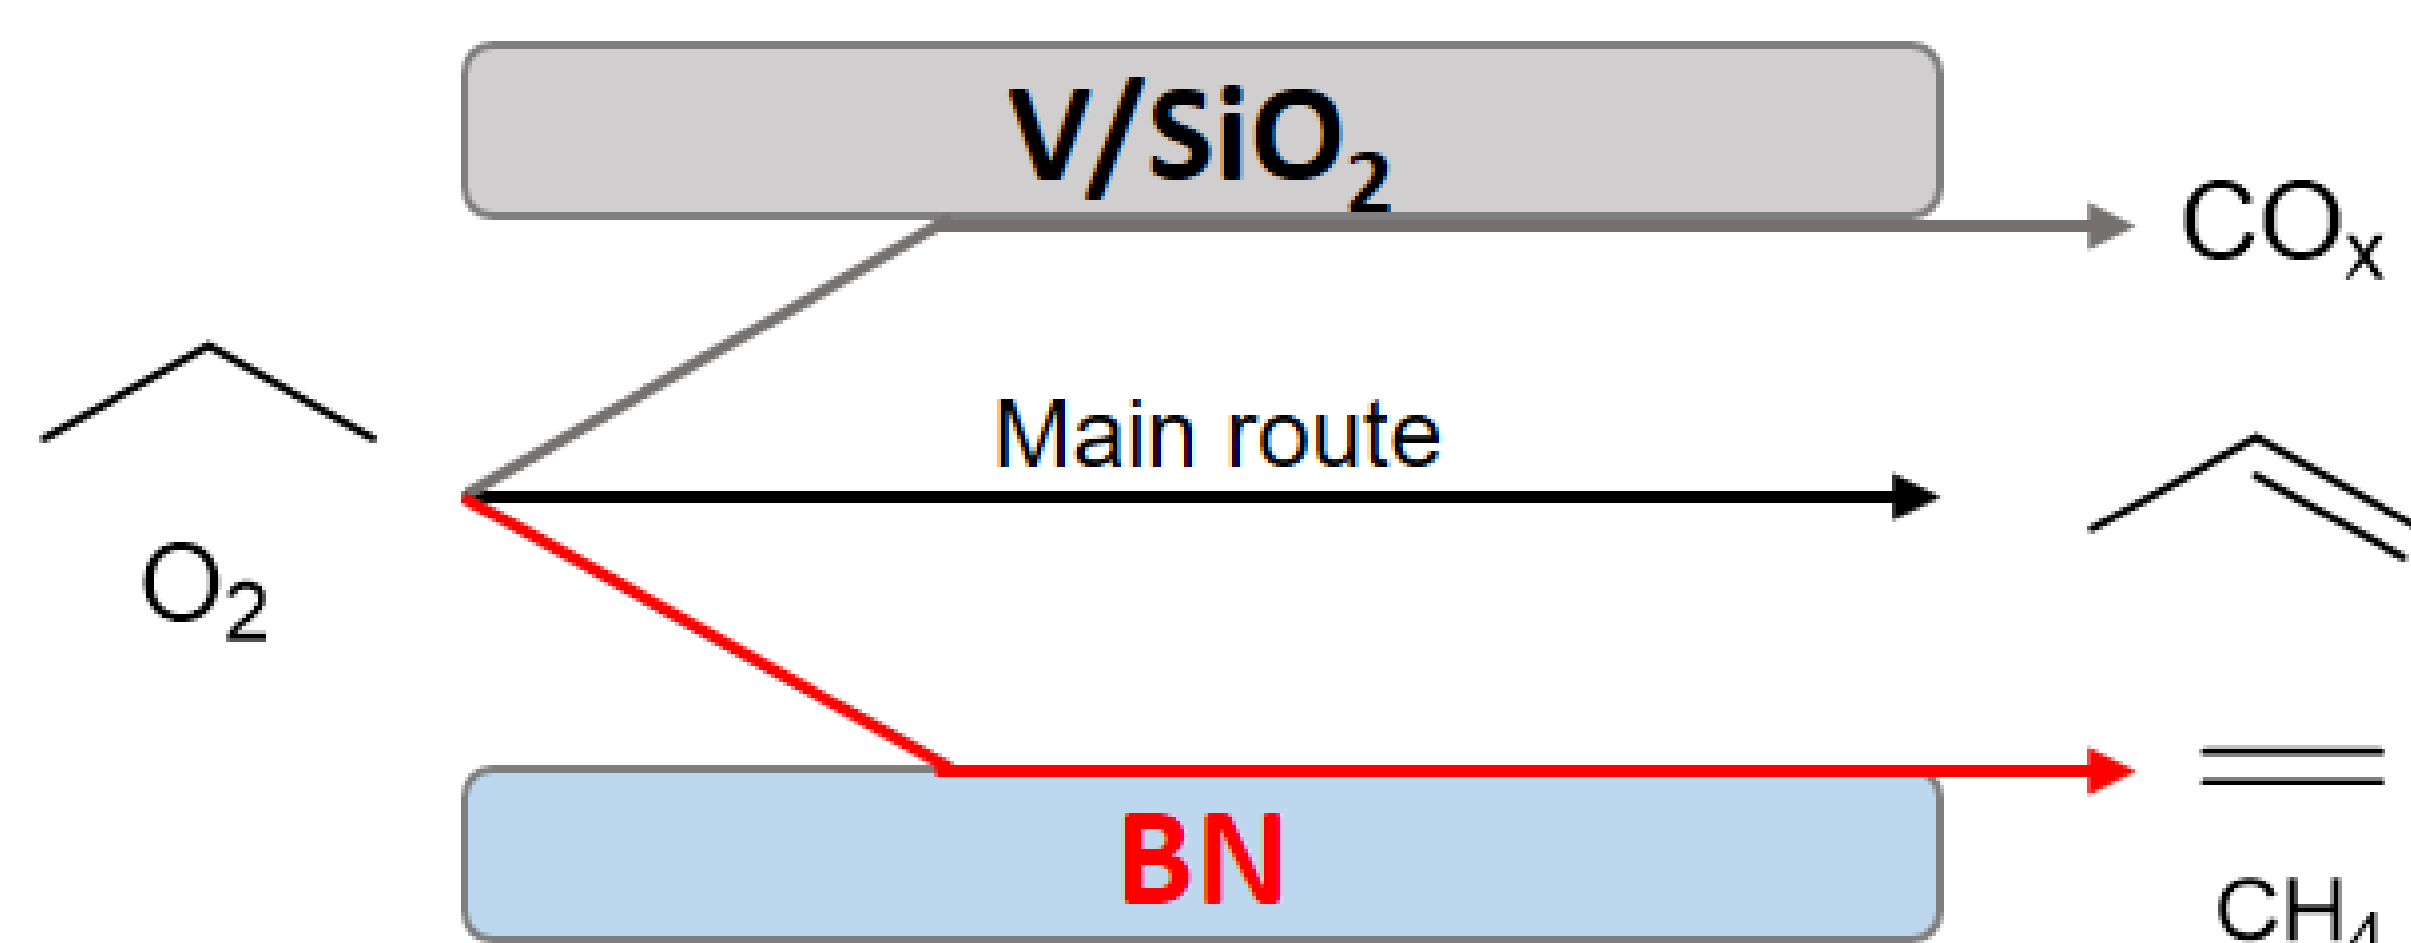 V/SiO₂
COₓ
Main route
O₂
BN
CH₄